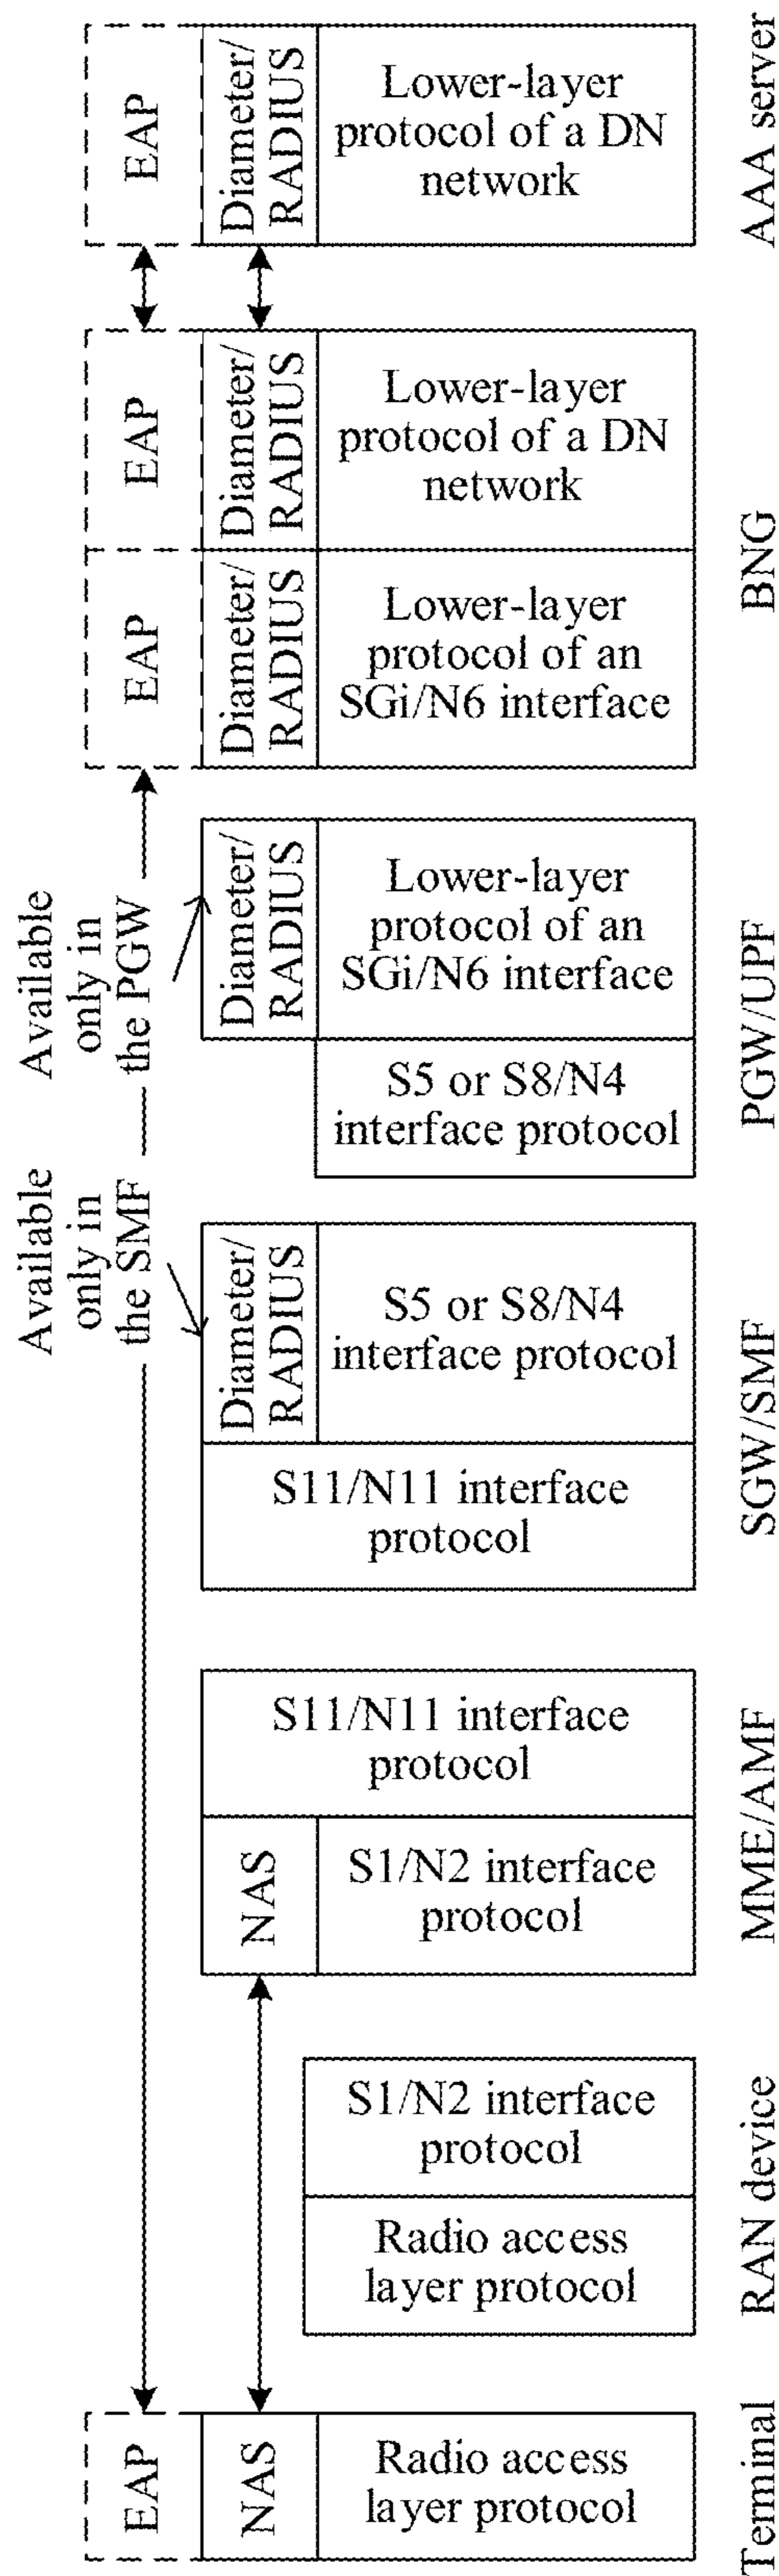 EAP
Diameter/
RADIUS
Lower-layer
protocol of a DN
network
AAA server
EAP
Diameter/
RADIUS
Lower-layer
protocol of a DN
network
EAP
Diameter/
RADIUS
Lower-layer
protocol of an
SGi/N6 interface
BNG
Available
only in
the PGW
Diameter/
RADIUS
Lower-layer
protocol of an
SGi/N6 interface
S5 or S8/N4
interface protocol
PGW/UPF
Available
only in
the SMF
Diameter/
RADIUS
S5 or S8/N4
interface protocol
S11/N11 interface
protocol
SGW/SMF
S11/N11 interface
protocol
NAS
S1/N2 interface
protocol
MME/AMF
S1/N2 interface
protocol
Radio access
layer protocol
RAN device
EAP
NAS
Radio access
layer protocol
Terminal